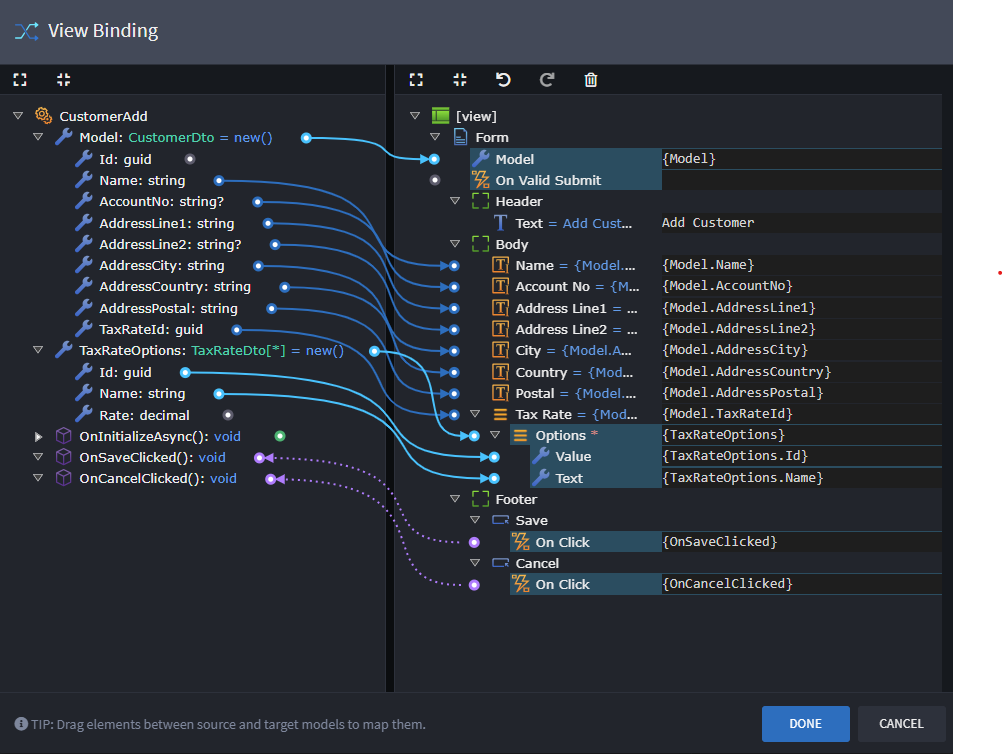 View Binding
CustomerAdd
Model: CustomerDto = new()
Id: guid
Name: string
AccountNo: string?
AddressLine1: string
AddressLine2: string?
AddressCity: string
AddressCountry: string
AddressPostal: string
TaxRateId: guid
TaxRateOptions: TaxRateDto[*] = new()
Id: guid
Name: string
Rate: decimal
OnInitializeAsync(): void
OnSaveClicked(): void
OnCancelClicked(): void
[view]
Form
Model {Model}
On Valid Submit
Header
Text = Add Cust... Add Customer
Body
Name = {Model.... {Model.Name}
Account No = {M... {Model.AccountNo}
Address Line1 = ... {Model.AddressLine1}
Address Line2 = ... {Model.AddressLine2}
City = {Model.A... {Model.AddressCity}
Country = {Mod... {Model.AddressCountry}
Postal = {Model.... {Model.AddressPostal}
Tax Rate = {Mod... {Model.TaxRateId}
Options * {TaxRateOptions}
Value {TaxRateOptions.Id}
Text {TaxRateOptions.Name}
Footer
Save
On Click {OnSaveClicked}
Cancel
On Click {OnCancelClicked}
TIP: Drag elements between source and target models to map them.
DONE
CANCEL